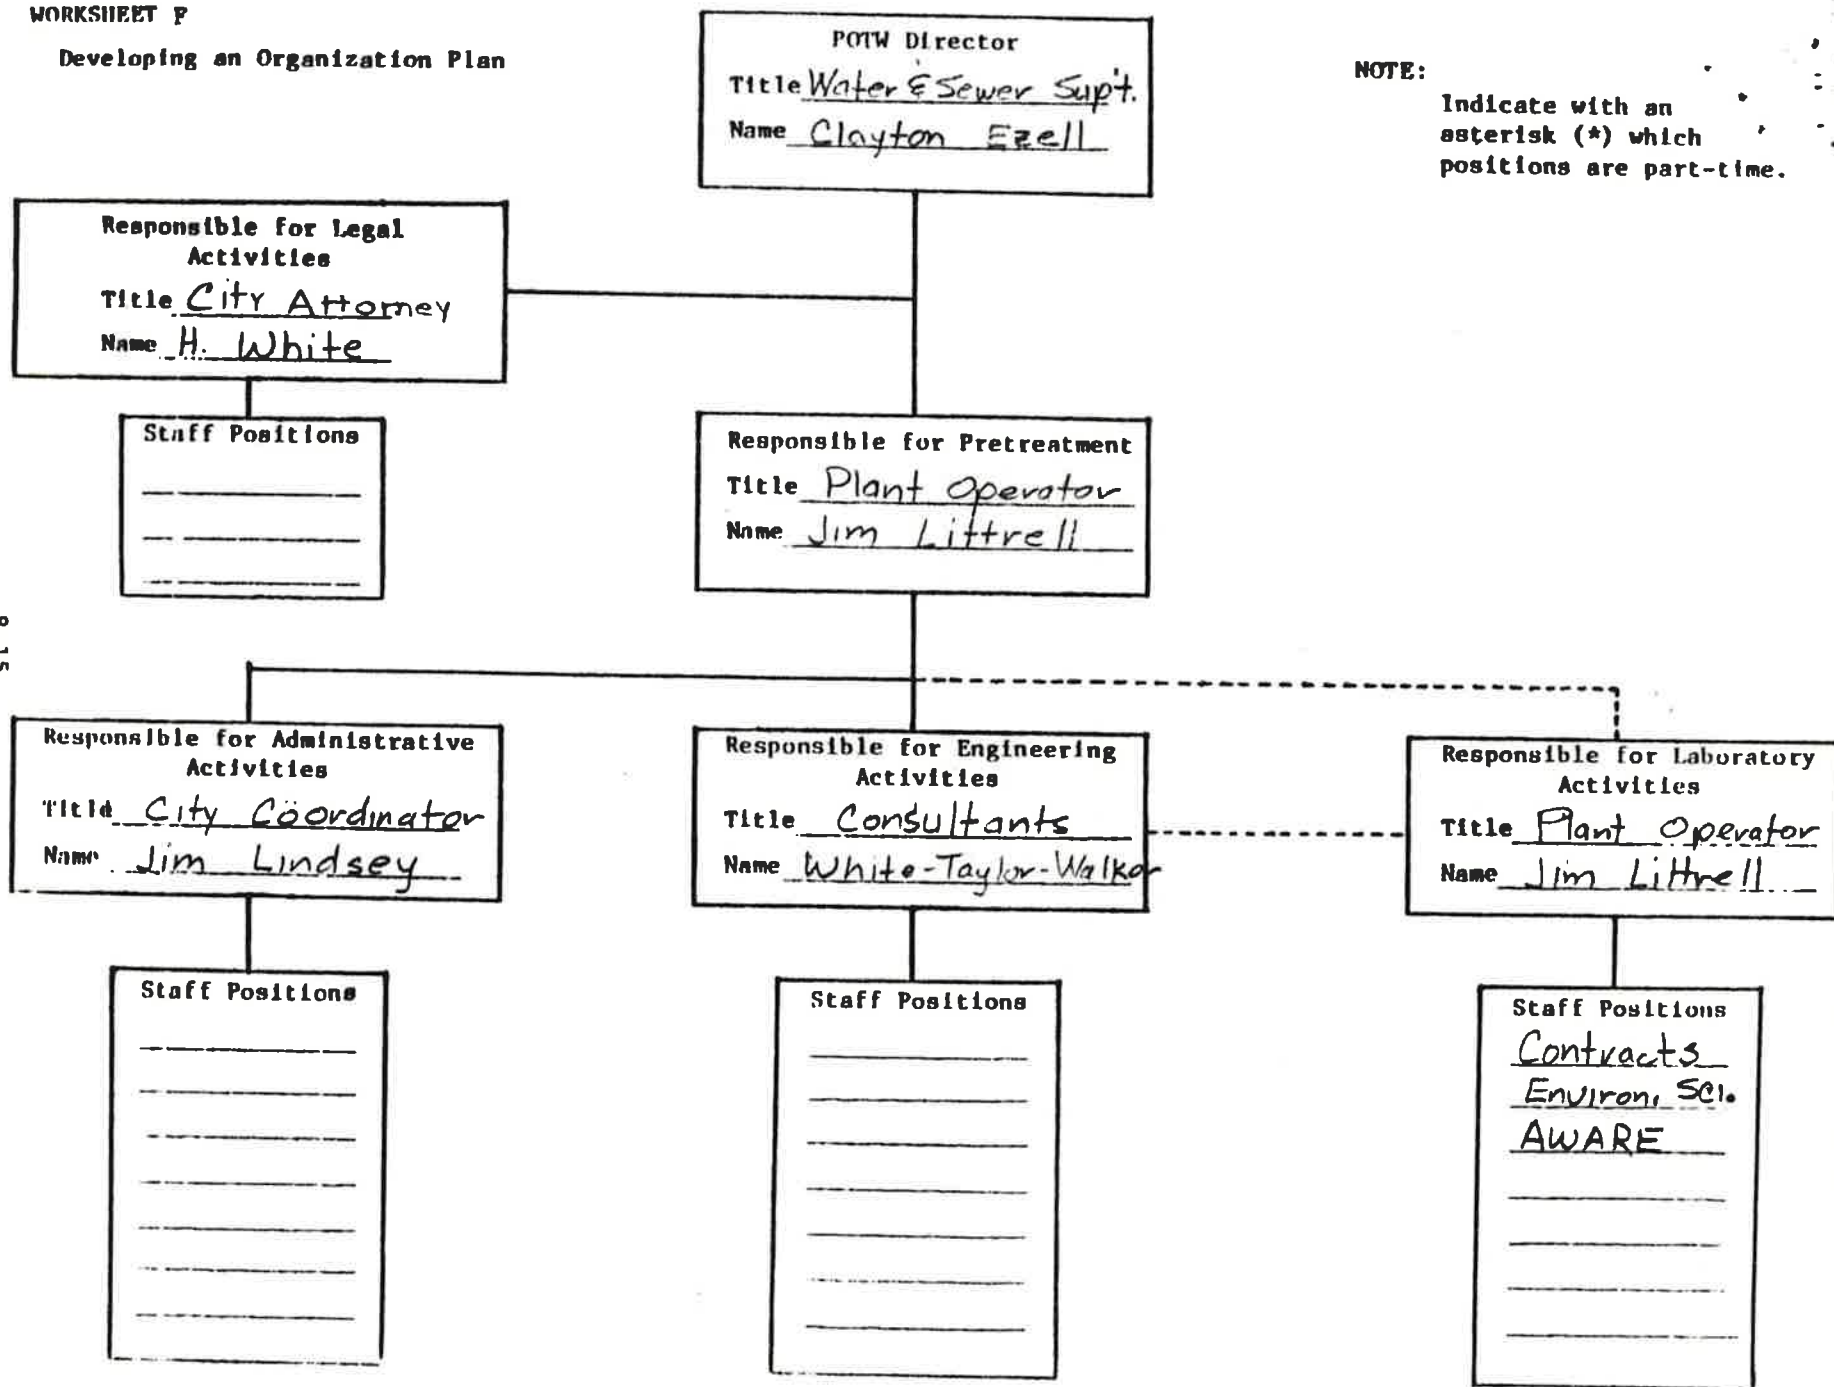 WORKSHEET F
Developing an Organization Plan
POTW Director
Title Water & Sewer Sup't.
Name Clayton Ezell
NOTE:
Indicate with an
asterisk (*) which
positions are part-time.
Responsible for Legal
Activities
Title City Attorney
Name H. White
Staff Positions
Responsible for Pretreatment
Title Plant Operator
Name Jim Littrell
Responsible for Administrative
Activities
Title City Coordinator
Name Jim Lindsey
Staff Positions
Responsible for Engineering
Activities
Title Consultants
Name White-Taylor-Walker
Staff Positions
Responsible for Laboratory
Activities
Title Plant Operator
Name Jim Littrell
Staff Positions
Contracts
Environ. Sci.
AWARE